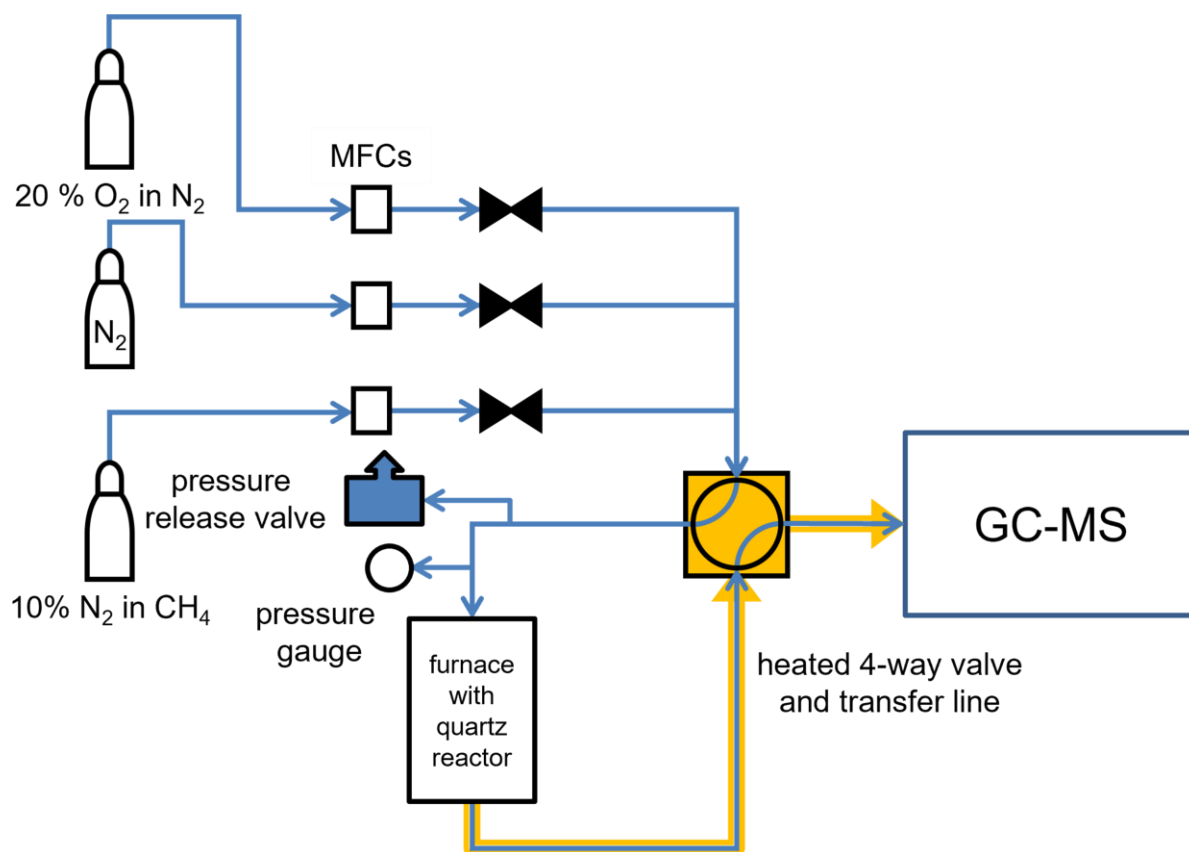 MFCs
20 % O₂ in N₂
N₂
pressure
release valve
10% N₂ in CH₄
pressure
gauge
furnace
with
quartz
reactor
GC-MS
heated 4-way valve
and transfer line